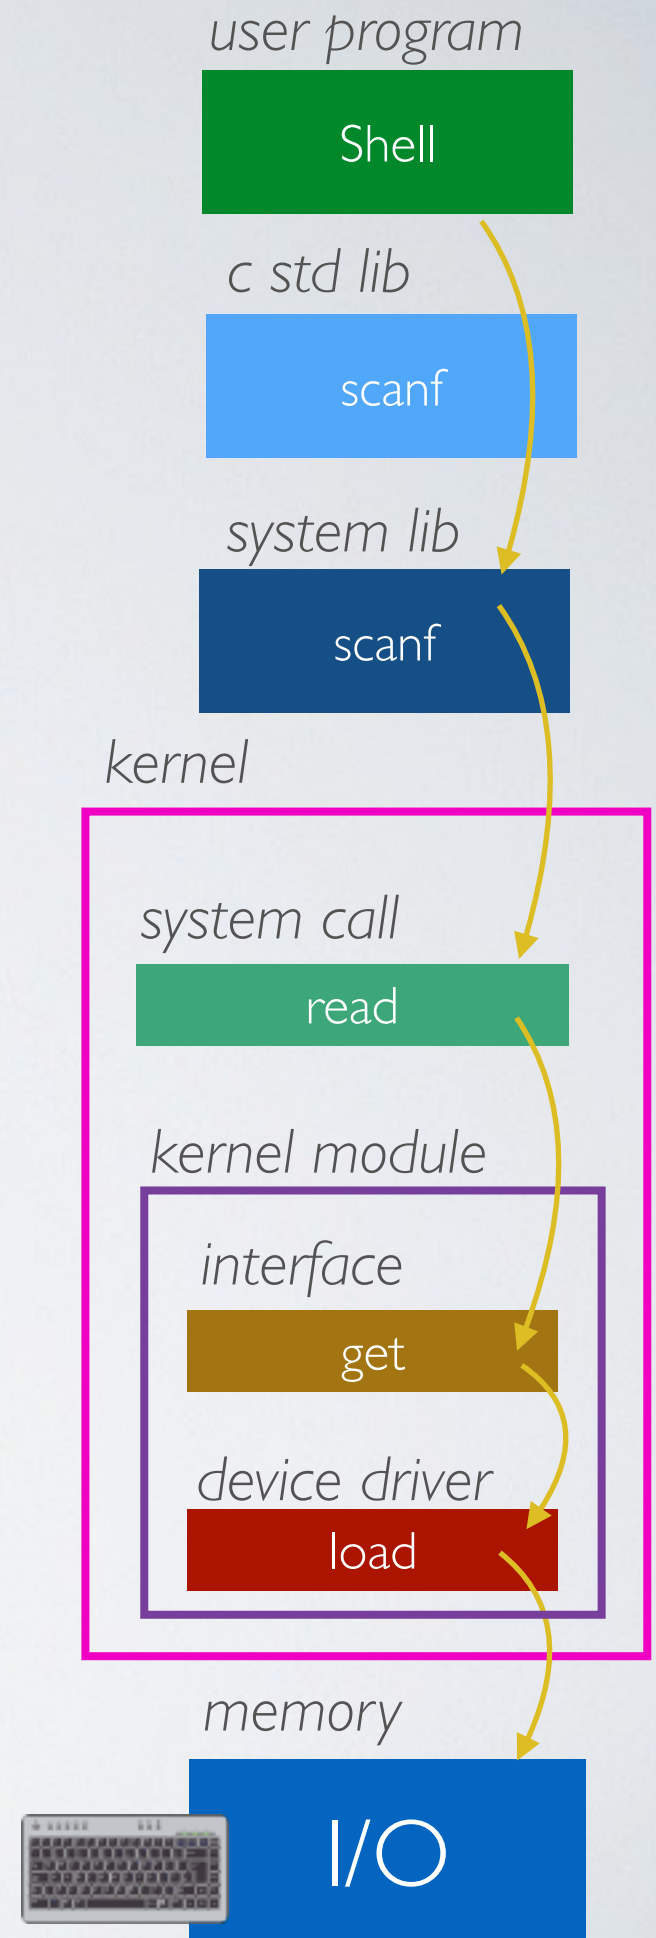 user program
Shell
c std lib
scanf
system lib
scanf
kernel
system call
read
kernel module
interface
get
device driver
load
memory
I/O